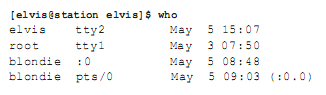 [elvis@station elvis]$ who
elvis    tty2         May  5 15:07
root     tty1         May  3 07:50
blondie  :0           May  5 08:48
blondie  pts/0        May  5 09:03 (:0.0)